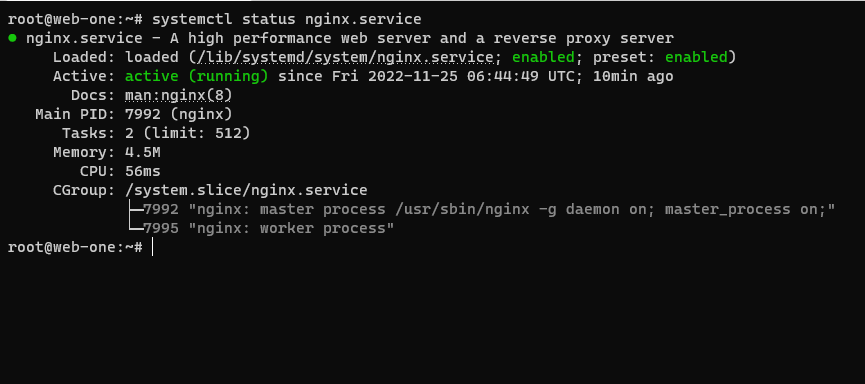 root@web-one:~# systemctl status nginx.service
● nginx.service - A high performance web server and a reverse proxy server
Loaded: loaded (/lib/systemd/system/nginx.service; enabled; preset: enabled)
Active: active (running) since Fri 2022-11-25 06:44:49 UTC; 10min ago
Docs: man:nginx(8)
Main PID: 7992 (nginx)
Tasks: 2 (limit: 512)
Memory: 4.5M
CPU: 56ms
CGroup: /system.slice/nginx.service
├─7992 "nginx: master process /usr/sbin/nginx -g daemon on; master_process on;"
└─7995 "nginx: worker process"
root@web-one:~#